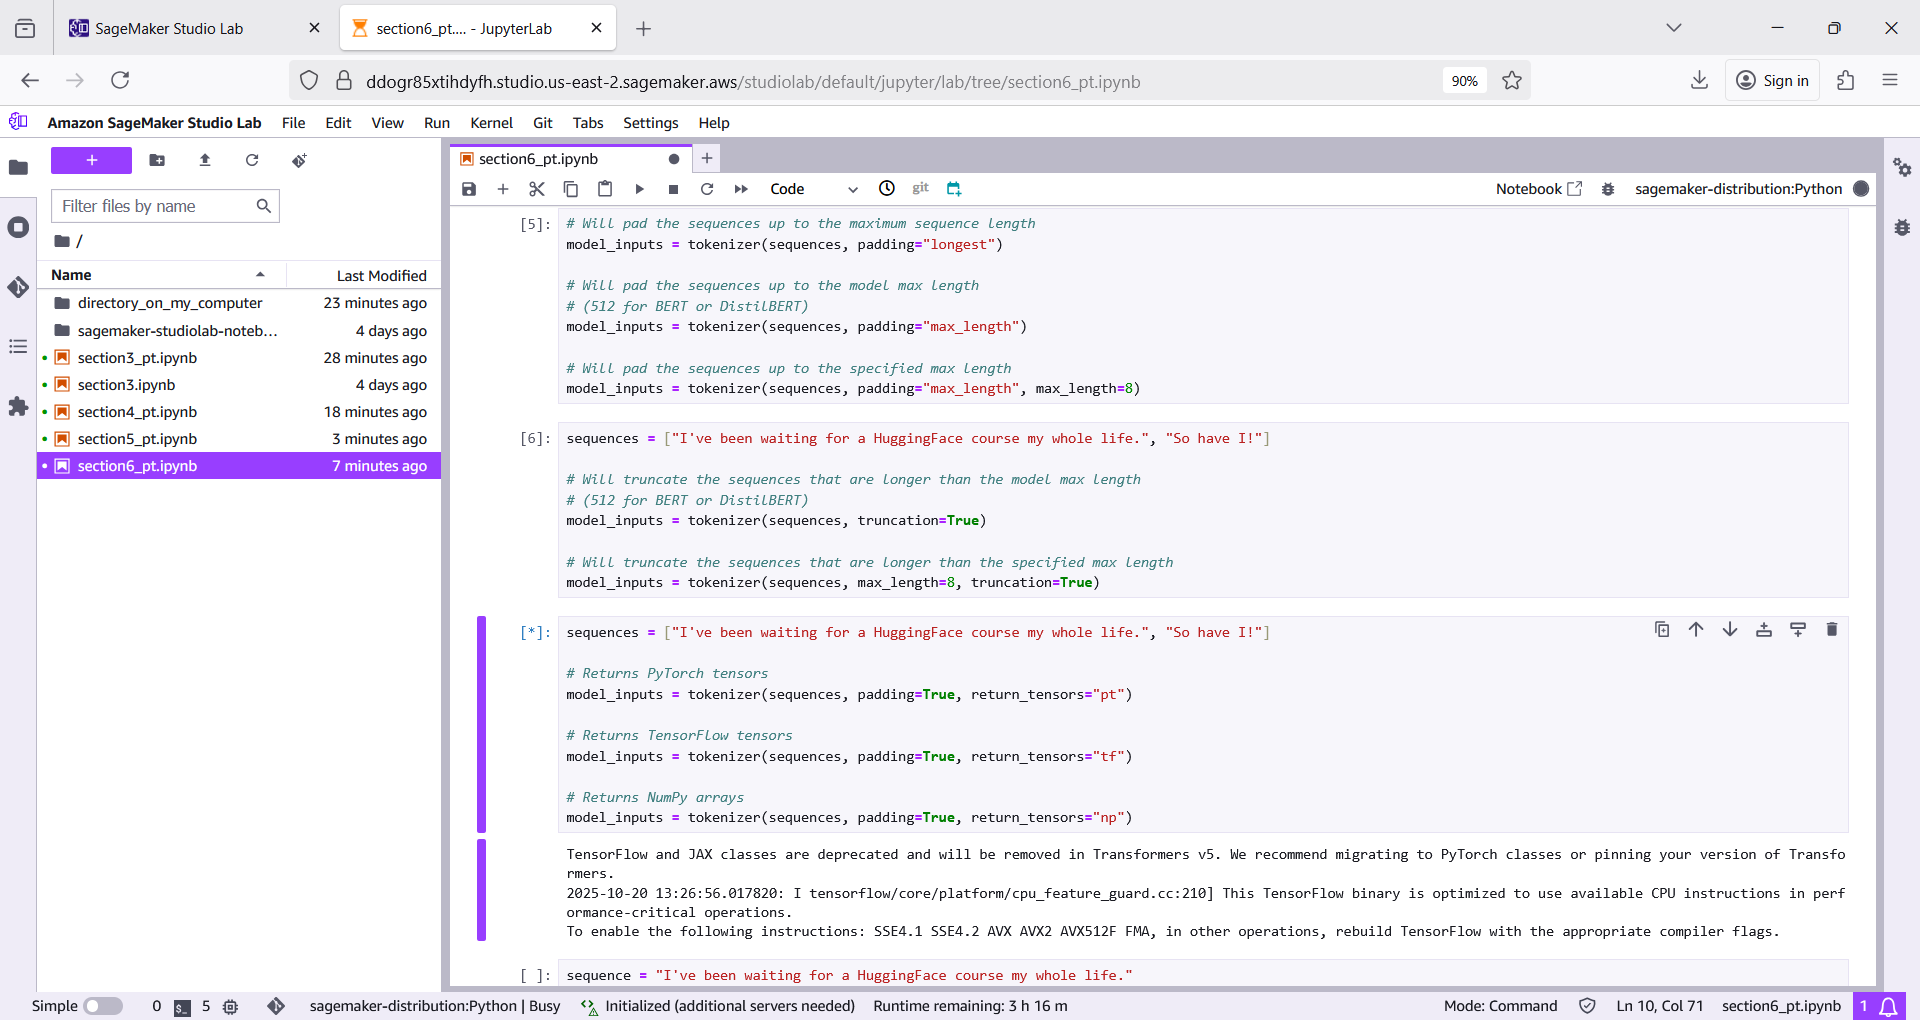 SageMaker Studio Lab
section6_pt.... - JupyterLab
ddogr85xtihdyfh.studio.us-east-2.sagemaker.aws/studiolab/default/jupyter/lab/tree/section6_pt.ipynb
90%
Sign in
Amazon SageMaker Studio Lab File Edit View Run Kernel Git Tabs Settings Help
Filter files by name
/
Name Last Modified
directory_on_my_computer 23 minutes ago
sagemaker-studiolab-noteb... 4 days ago
section3_pt.ipynb 28 minutes ago
section3.ipynb 4 days ago
section4_pt.ipynb 18 minutes ago
section5_pt.ipynb 3 minutes ago
section6_pt.ipynb 7 minutes ago
section6_pt.ipynb
Code git Notebook sagemaker-distribution:Python
[5]: # Will pad the sequences up to the maximum sequence length
model_inputs = tokenizer(sequences, padding="longest")
# Will pad the sequences up to the model max length
# (512 for BERT or DistilBERT)
model_inputs = tokenizer(sequences, padding="max_length")
# Will pad the sequences up to the specified max length
model_inputs = tokenizer(sequences, padding="max_length", max_length=8)
[6]: sequences = ["I've been waiting for a HuggingFace course my whole life.", "So have I!"]
# Will truncate the sequences that are longer than the model max length
# (512 for BERT or DistilBERT)
model_inputs = tokenizer(sequences, truncation=True)
# Will truncate the sequences that are longer than the specified max length
model_inputs = tokenizer(sequences, max_length=8, truncation=True)
[*]: sequences = ["I've been waiting for a HuggingFace course my whole life.", "So have I!"]
# Returns PyTorch tensors
model_inputs = tokenizer(sequences, padding=True, return_tensors="pt")
# Returns TensorFlow tensors
model_inputs = tokenizer(sequences, padding=True, return_tensors="tf")
# Returns NumPy arrays
model_inputs = tokenizer(sequences, padding=True, return_tensors="np")
TensorFlow and JAX classes are deprecated and will be removed in Transformers v5. We recommend migrating to PyTorch classes or pinning your version of Transfo
rmers.
2025-10-20 13:26:56.017820: I tensorflow/core/platform/cpu_feature_guard.cc:210] This TensorFlow binary is optimized to use available CPU instructions in perf
ormance-critical operations.
To enable the following instructions: SSE4.1 SSE4.2 AVX AVX2 AVX512F FMA, in other operations, rebuild TensorFlow with the appropriate compiler flags.
[ ]: sequence = "I've been waiting for a HuggingFace course my whole life."
Simple 0 5 sagemaker-distribution:Python | Busy Initialized (additional servers needed) Runtime remaining: 3 h 16 m Mode: Command Ln 10, Col 71 section6_pt.ipynb 1